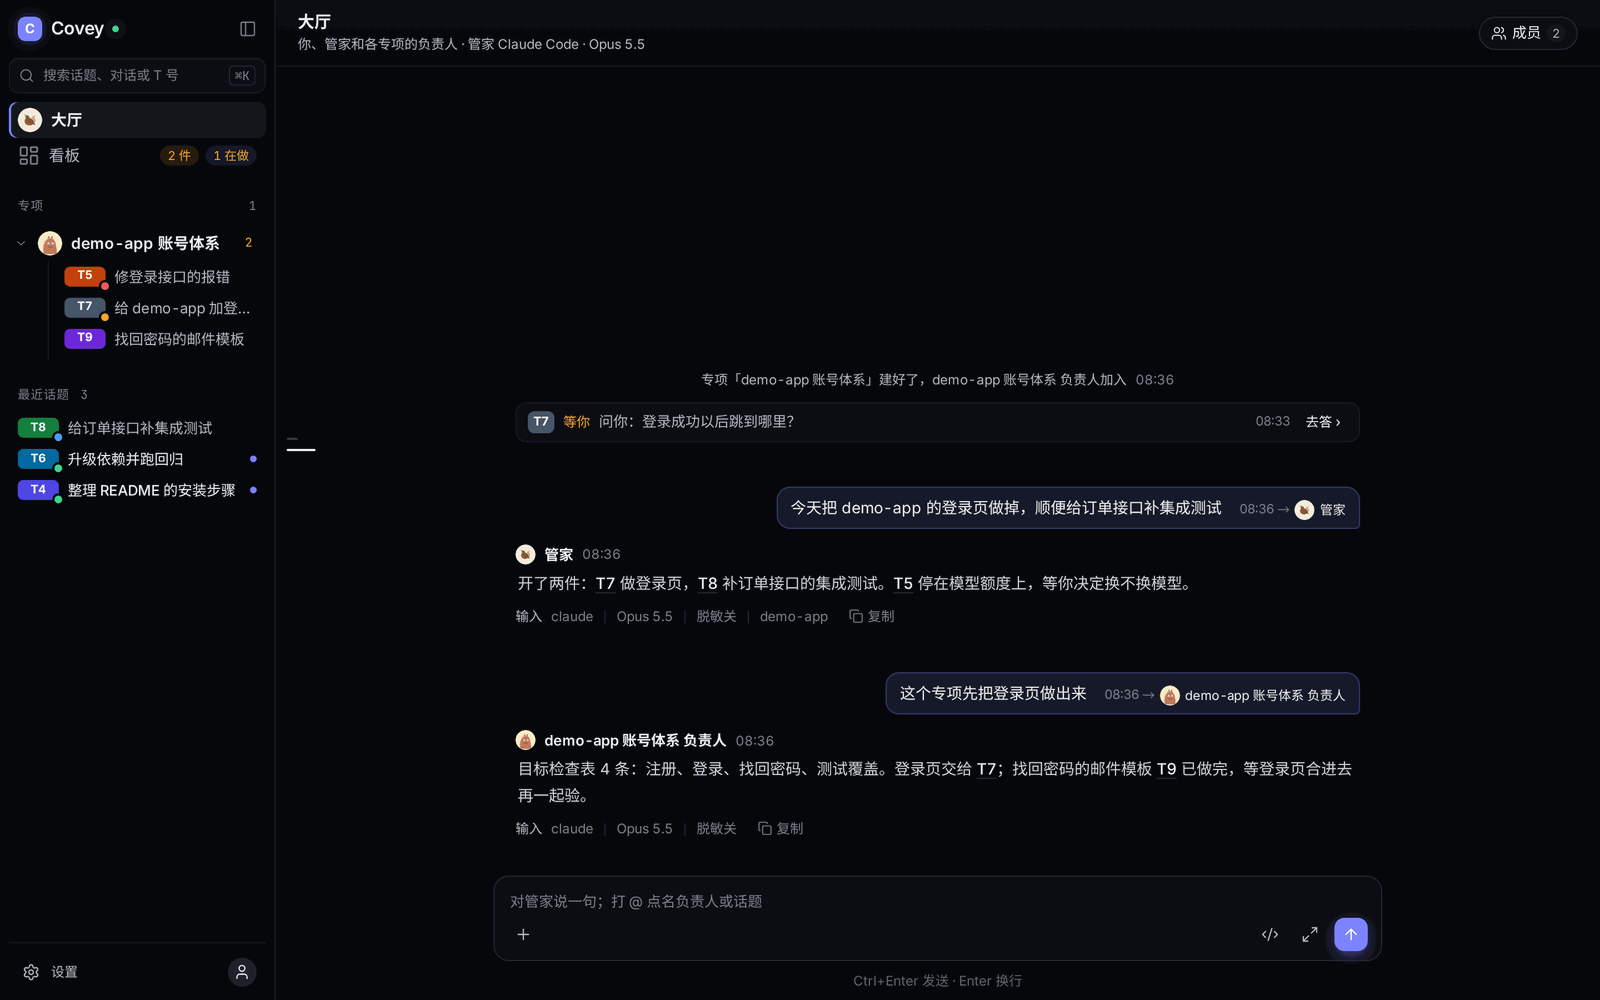 C Covey
搜索话题、对话或 T 号 ⌘K
大厅
看板 2 件 1 在做
专项 1
demo-app 账号体系 2
T5 修登录接口的报错
T7 给 demo-app 加登...
T9 找回密码的邮件模板
最近话题 3
T8 给订单接口补集成测试
T6 升级依赖并跑回归
T4 整理 README 的安装步骤
设置
大厅
你、管家和各专项的负责人 · 管家 Claude Code · Opus 5.5
成员 2
专项「demo-app 账号体系」建好了，demo-app 账号体系 负责人加入 08:36
T7 等你 问你：登录成功以后跳到哪里？ 08:33 去答 ›
今天把 demo-app 的登录页做掉，顺便给订单接口补集成测试 08:36 → 管家
管家 08:36
开了两件：T7 做登录页，T8 补订单接口的集成测试。T5 停在模型额度上，等你决定换不换模型。
输入 claude | Opus 5.5 | 脱敏关 | demo-app 复制
这个专项先把登录页做出来 08:36 → demo-app 账号体系 负责人
demo-app 账号体系 负责人 08:36
目标检查表 4 条：注册、登录、找回密码、测试覆盖。登录页交给 T7；找回密码的邮件模板 T9 已做完，等登录页合进去
再一起验。
输入 claude | Opus 5.5 | 脱敏关 复制
对管家说一句；打 @ 点名负责人或话题
Ctrl+Enter 发送 · Enter 换行